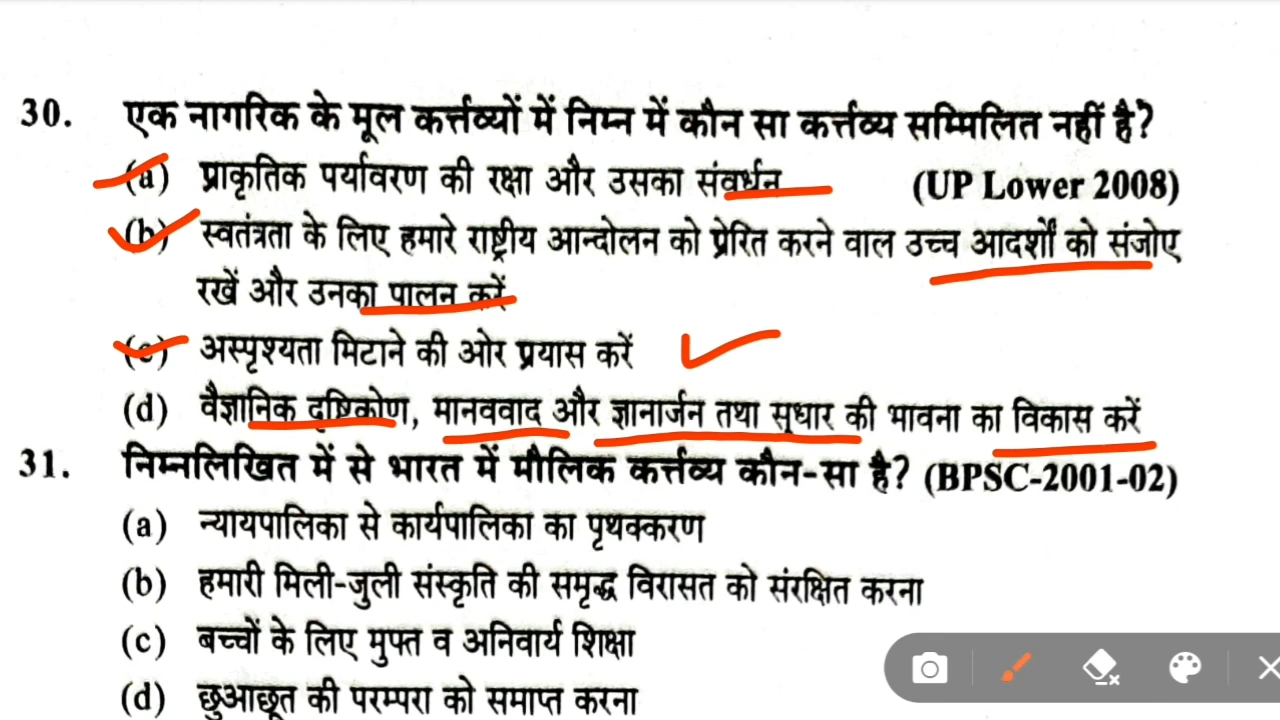 30. एक नागरिक के मूल कर्त्तव्यों में निम्न में कौन सा कर्त्तव्य सम्मिलित नहीं है?
(a) प्राकृतिक पर्यावरण की रक्षा और उसका संवर्धन (UP Lower 2008)
(b) स्वतंत्रता के लिए हमारे राष्ट्रीय आन्दोलन को प्रेरित करने वाल उच्च आदर्शों को संजोए
रखें और उनका पालन करें
(c) अस्पृश्यता मिटाने की ओर प्रयास करें
(d) वैज्ञानिक दृष्टिकोण, मानववाद और ज्ञानार्जन तथा सुधार की भावना का विकास करें
31. निम्नलिखित में से भारत में मौलिक कर्त्तव्य कौन-सा है? (BPSC-2001-02)
(a) न्यायपालिका से कार्यपालिका का पृथक्करण
(b) हमारी मिली-जुली संस्कृति की समृद्ध विरासत को संरक्षित करना
(c) बच्चों के लिए मुफ्त व अनिवार्य शिक्षा
(d) छुआछूत की परम्परा को समाप्त करना